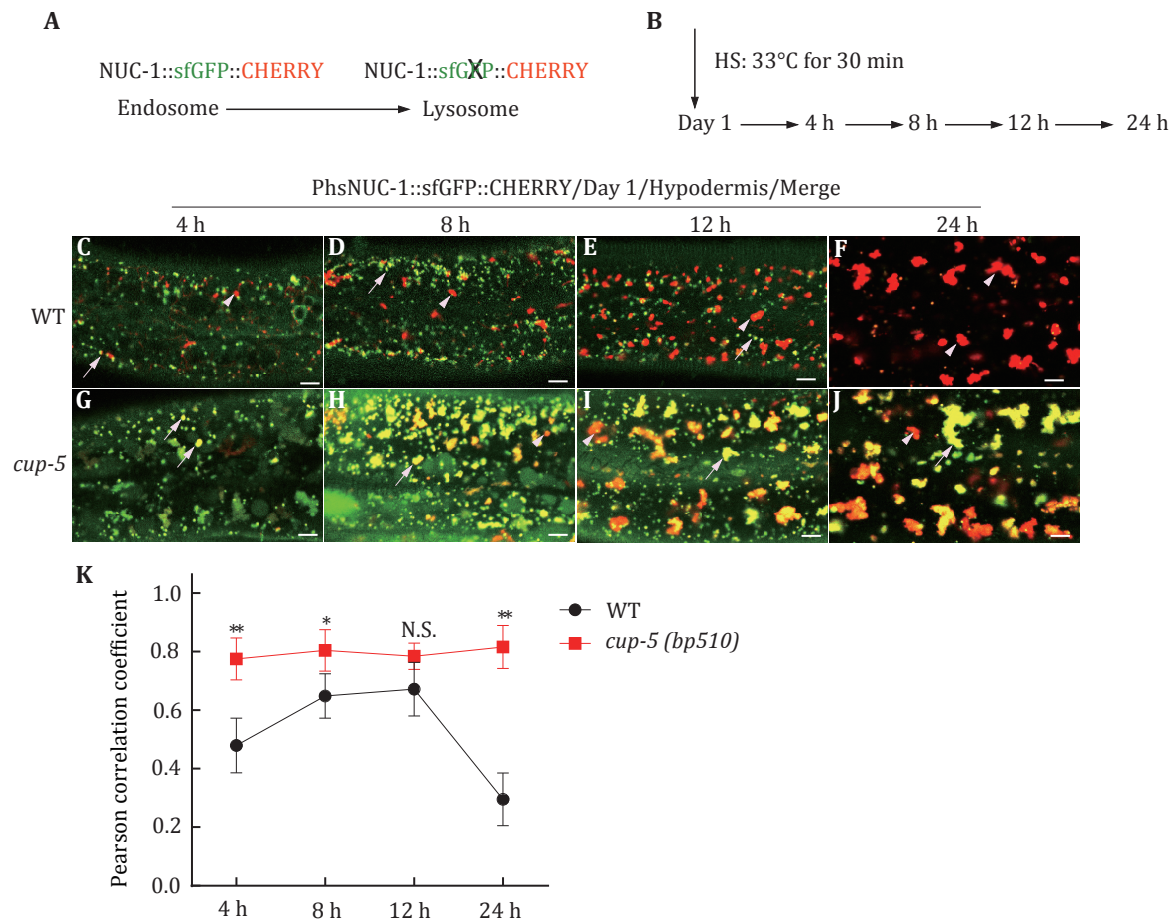 A
NUC-1::sfGFP::CHERRY
NUC-1::sfGFP::CHERRY
Endosome
Lysosome
B
HS: 33°C for 30 min
Day 1
4 h
8 h
12 h
24 h
PhsNUC-1::sfGFP::CHERRY/Day 1/Hypodermis/Merge
4 h
8 h
12 h
24 h
WT
C
D
E
F
cup-5
G
H
I
J
K
Pearson correlation coefficient
1.0
0.8
0.6
0.4
0.2
0.0
**
*
N.S.
**
WT
cup-5 (bp510)
4 h
8 h
12 h
24 h